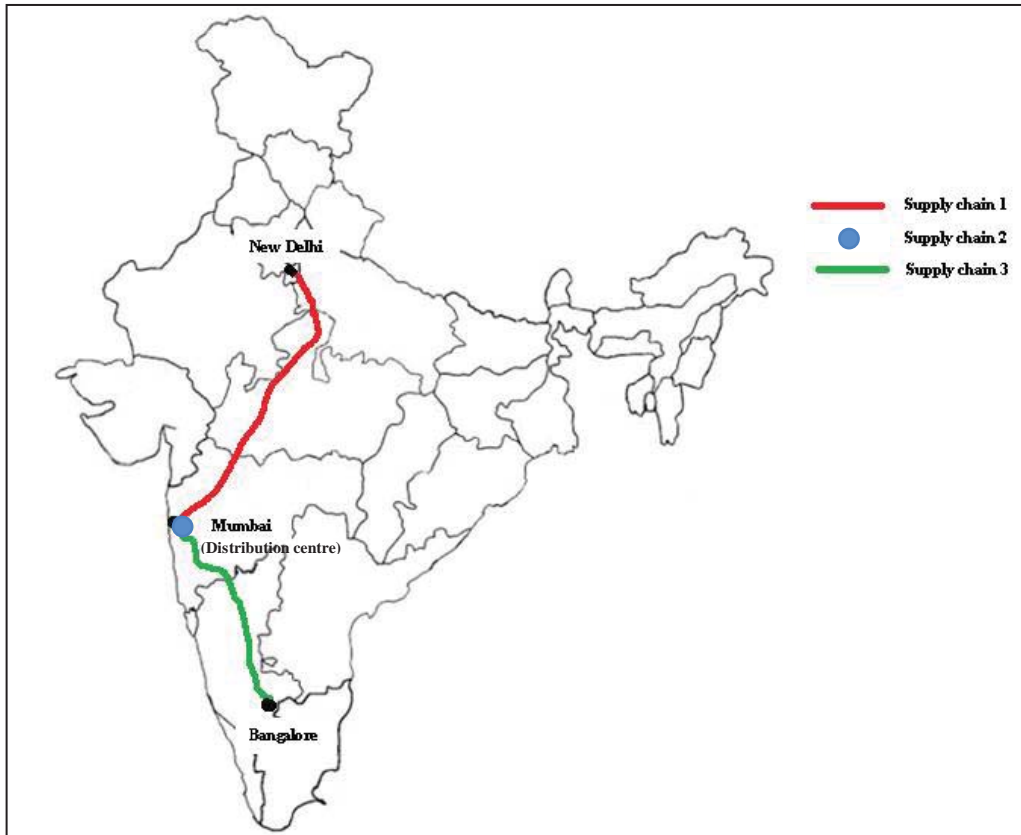 Supply chain 1
New Delhi
Supply chain 2
Supply chain 3
Mumbai
(Distribution centre)
Bangalore